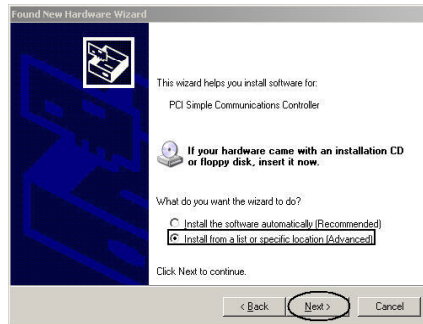 Found New Hardware Wizard
This wizard helps you install software for:
PCI Simple Communications Controller
If your hardware came with an installation CD
or floppy disk, insert it now.
What do you want the wizard to do?
Install the software automatically (Recommended)
Install from a list or specific location (Advanced)
Click Next to continue.
< Back Next > Cancel